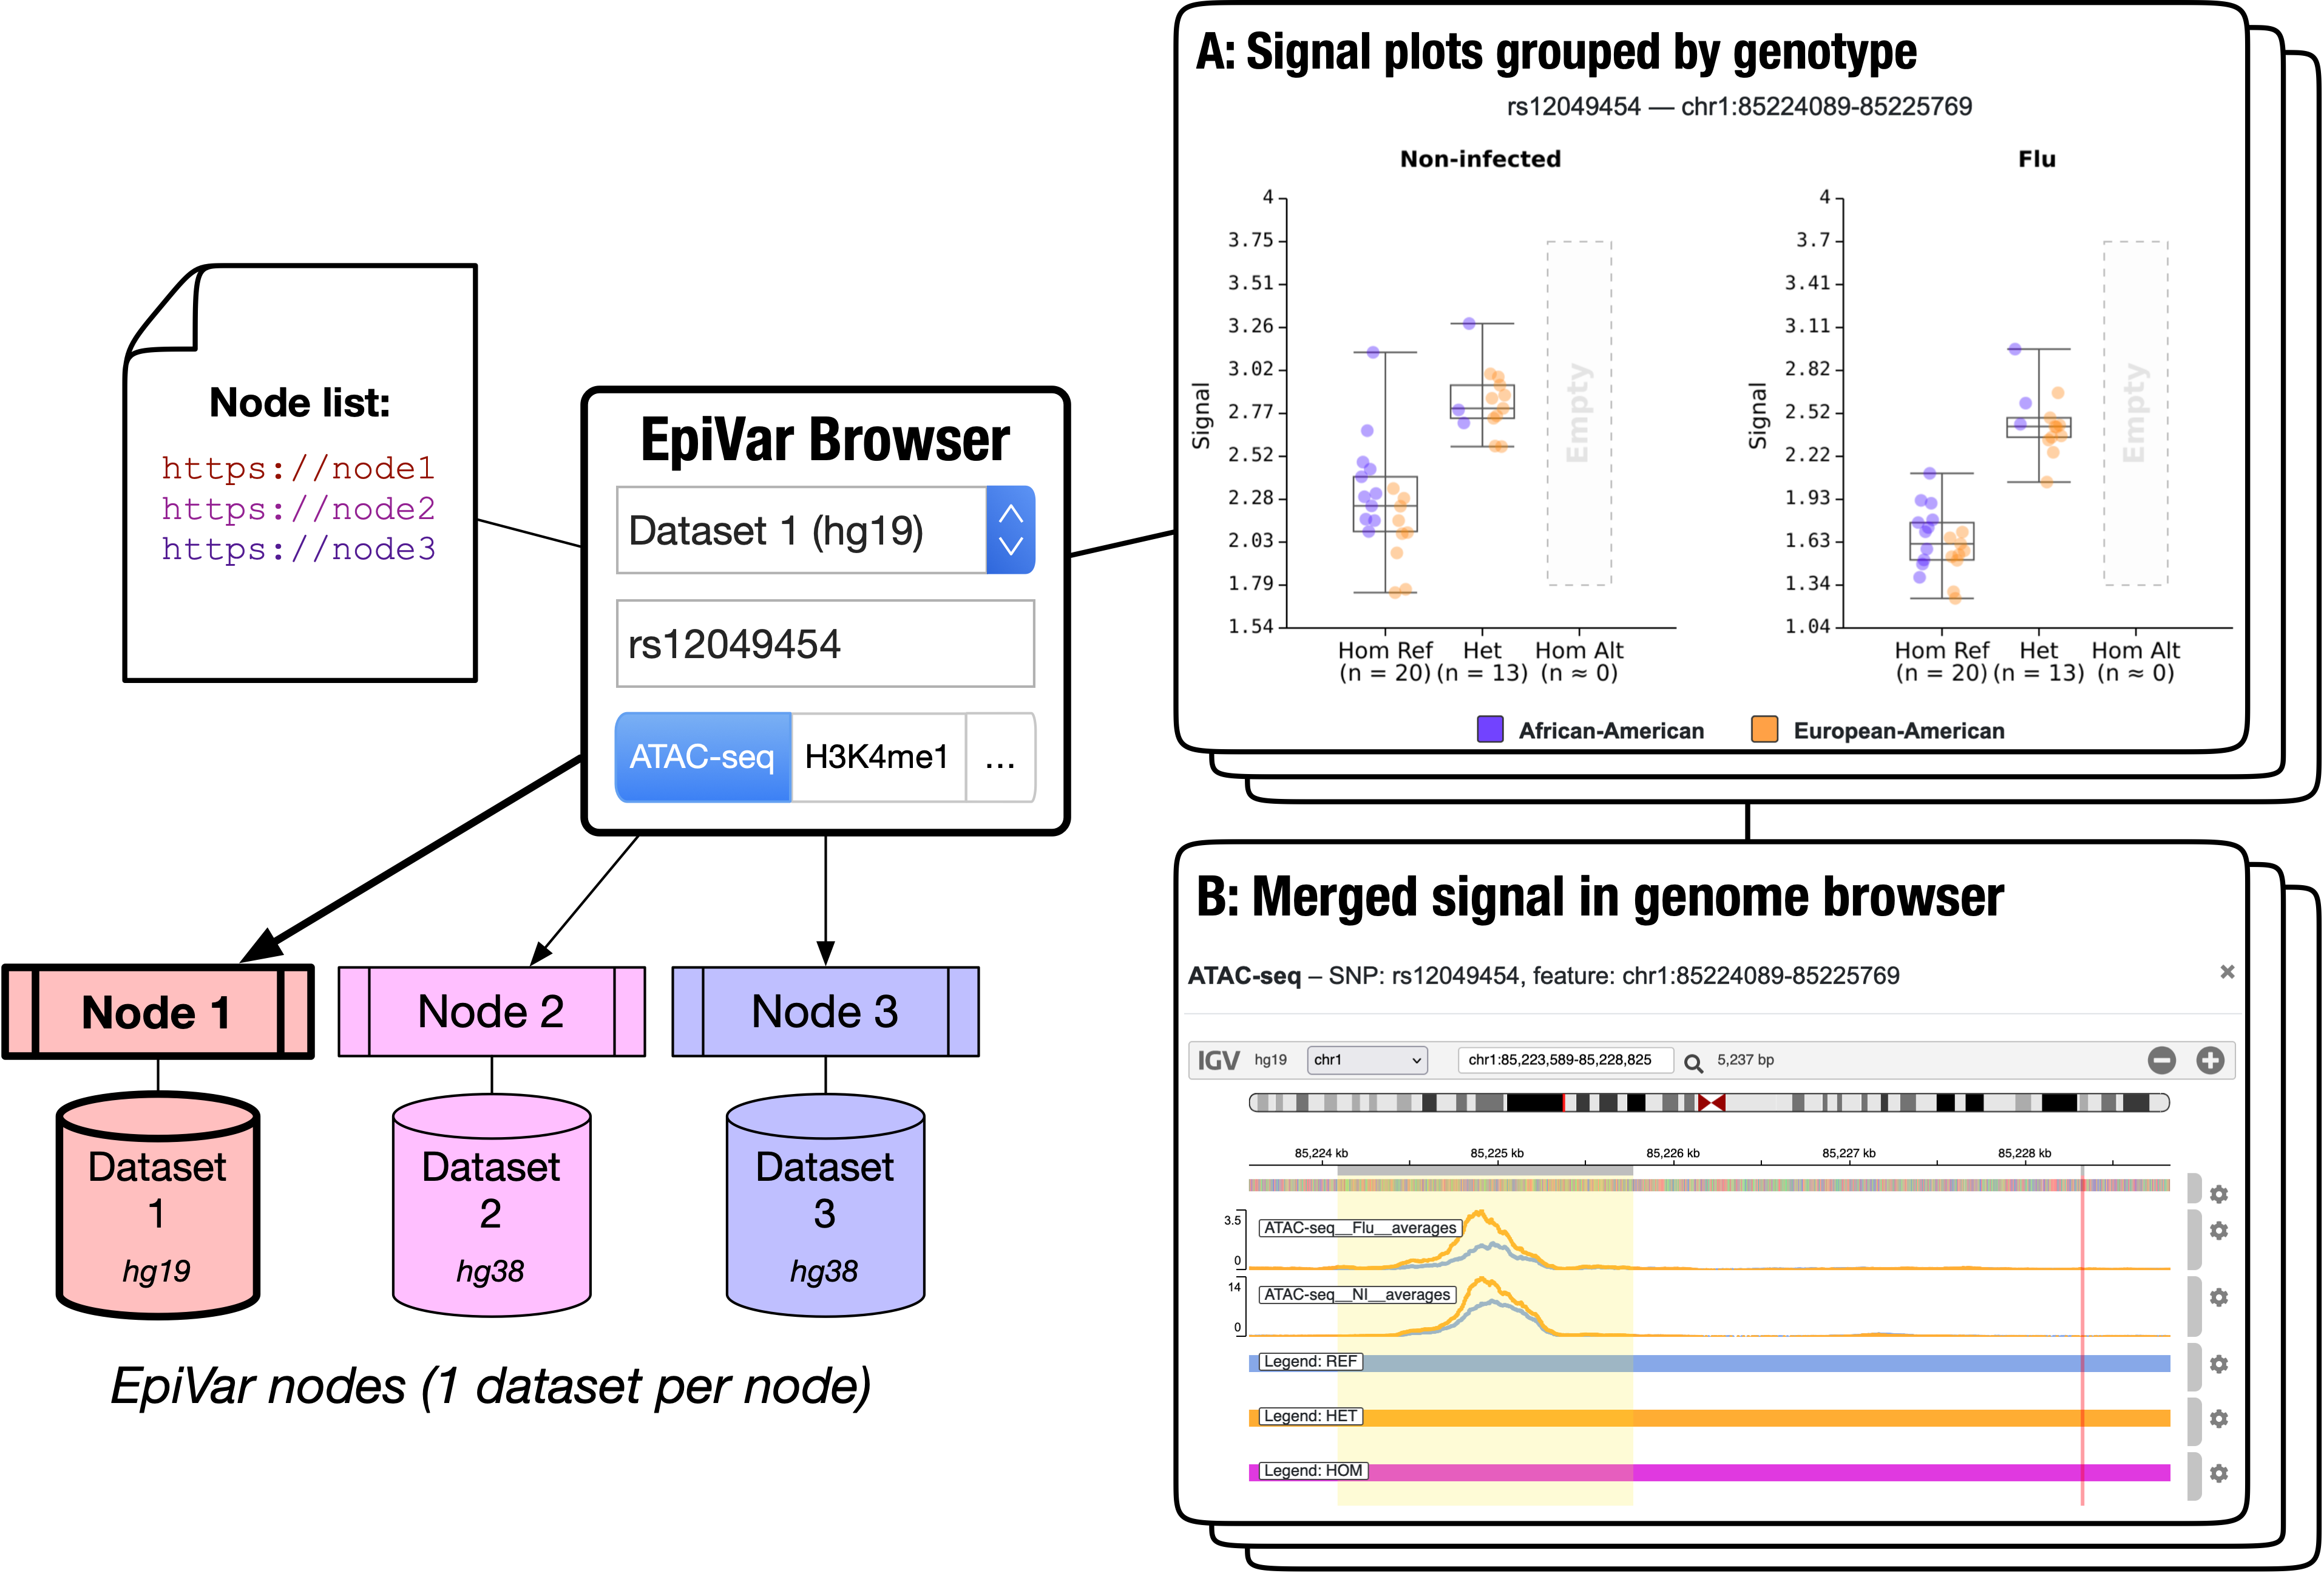 Node list:
https://node1
https://node2
https://node3
EpiVar Browser
Dataset 1 (hg19)
rs12049454
ATAC-seq H3K4me1 ...
Node 1 Node 2 Node 3
Dataset
1
hg19
Dataset
2
hg38
Dataset
3
hg38
EpiVar nodes (1 dataset per node)
A: Signal plots grouped by genotype
rs12049454 — chr1:85224089-85225769
Non-infected
Signal
4
3.75
3.51
3.26
3.02
2.77
2.52
2.28
2.03
1.79
1.54
Empty
Hom Ref Het Hom Alt
(n = 20) (n = 13) (n ≈ 0)
Flu
Signal
4
3.7
3.41
3.11
2.82
2.52
2.22
1.93
1.63
1.34
1.04
Empty
Hom Ref Het Hom Alt
(n = 20) (n = 13) (n ≈ 0)
African-American European-American
B: Merged signal in genome browser
ATAC-seq – SNP: rs12049454, feature: chr1:85224089-85225769 ×
IGV hg19 chr1 chr1:85,223,589-85,228,825 5,237 bp
85,224 kb 85,225 kb 85,226 kb 85,227 kb 85,228 kb
3.5
ATAC-seq__Flu__averages
0
14
ATAC-seq__NI__averages
0
Legend: REF
Legend: HET
Legend: HOM